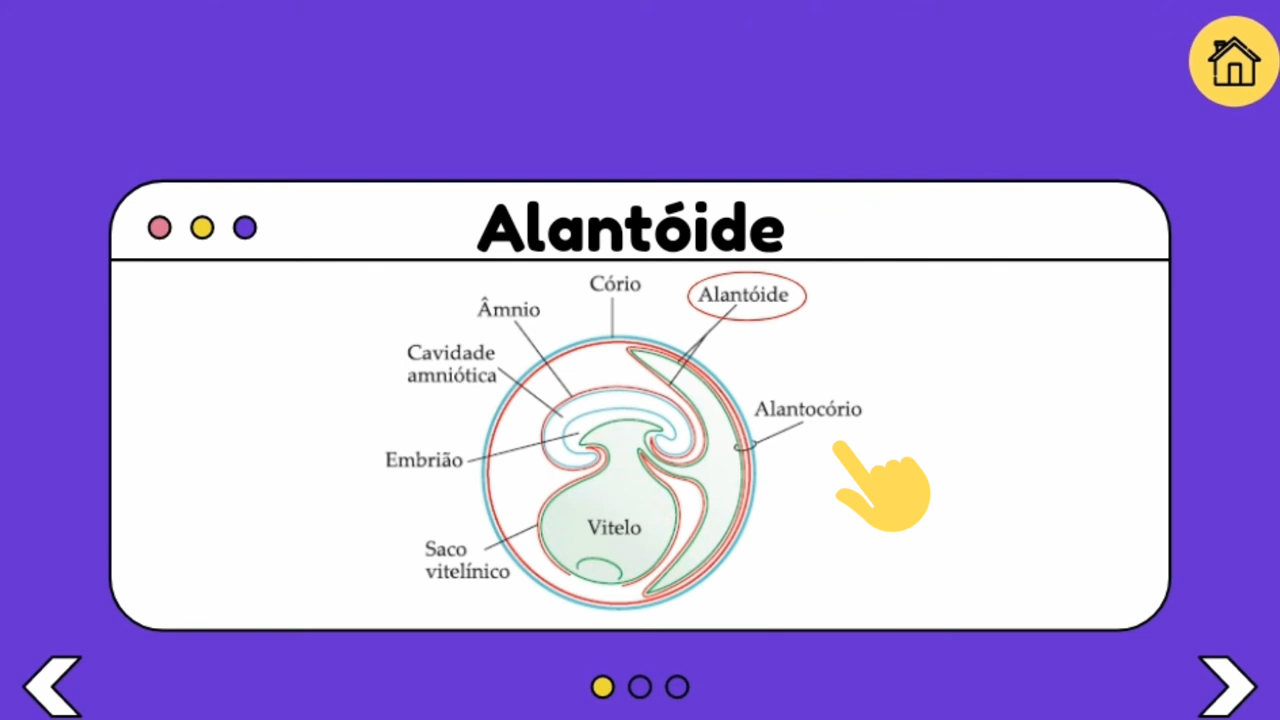 Alantóide
Cório
Alantóide
Âmnio
Cavidade
amniótica
Alantocório
Embrião
Vitelo
Saco
vitelínico